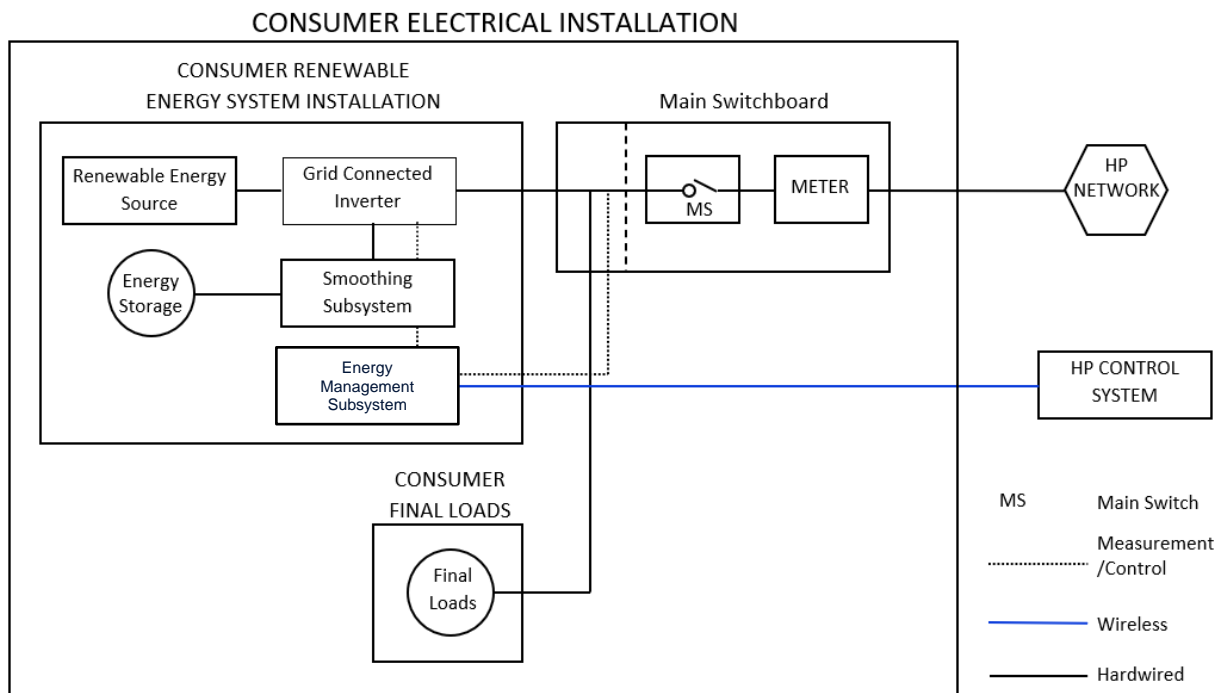 CONSUMER ELECTRICAL INSTALLATION
CONSUMER RENEWABLE
ENERGY SYSTEM INSTALLATION
Main Switchboard
Renewable Energy
Source
Grid Connected
Inverter
MS
METER
HP
NETWORK
Energy
Storage
Smoothing
Subsystem
Energy
Management
Subsystem
HP CONTROL
SYSTEM
CONSUMER
FINAL LOADS
Final
Loads
MS Main Switch
Measurement
/Control
Wireless
Hardwired